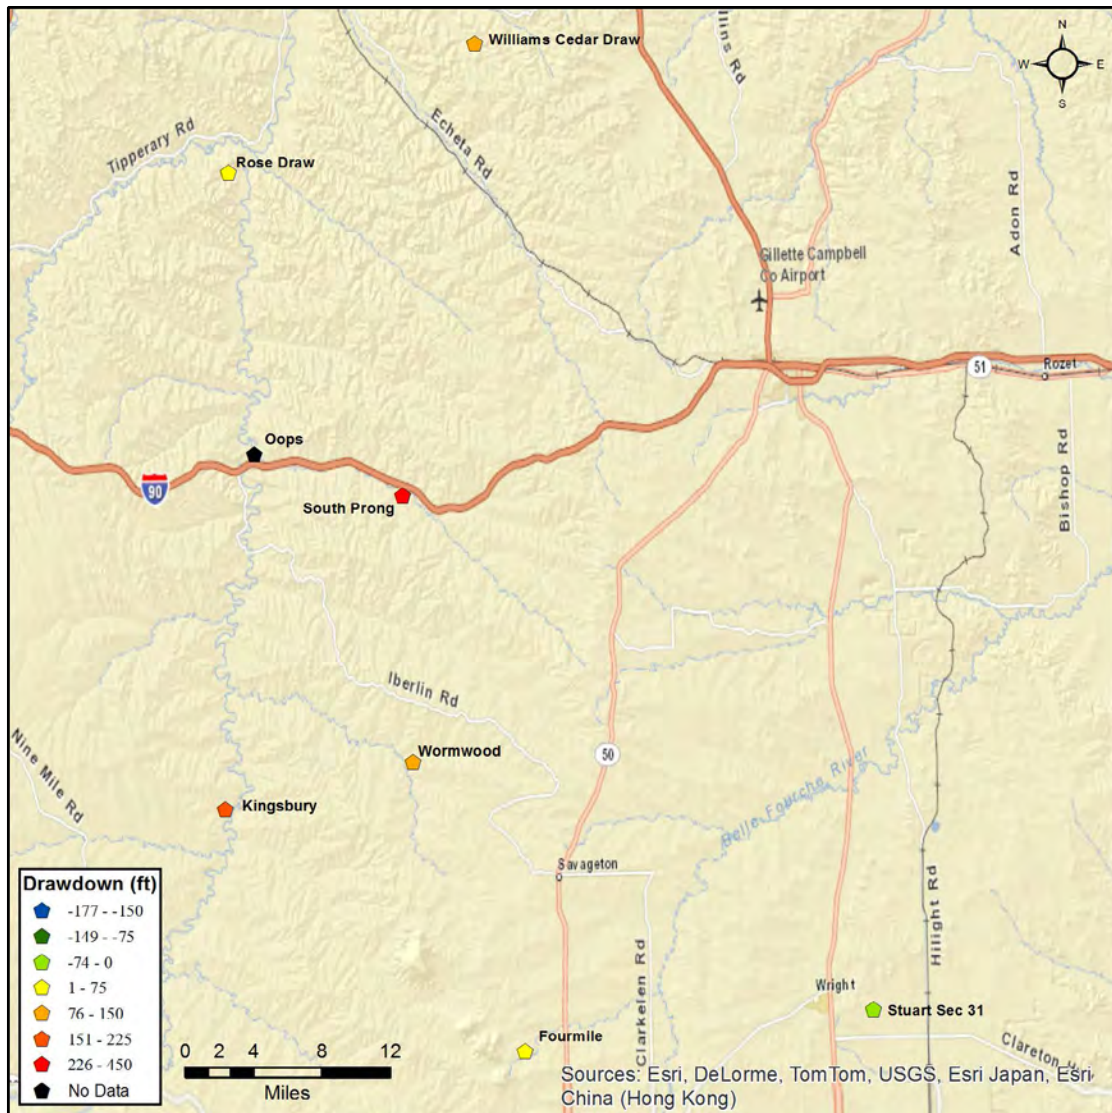 Williams Cedar Draw
llins Rd
N
W
E
S
Echeta Rd
Tipperary Rd
Rose Draw
Adon Rd
Gillette Campbell
Co Airport
51
Rozet
Oops
90
South Prong
Bishop Rd
Iberlin Rd
Wormwood
50
Nine Mile Rd
Kingsbury
Belle Fourche River
Savageton
Hilight Rd
Drawdown (ft)
-177 - -150
-149 - -75
-74 - 0
1 - 75
76 - 150
151 - 225
226 - 450
No Data
Clarkelen Rd
Wright
Stuart Sec 31
Fourmile
Clareton H
0 2 4 8 12
Miles
Sources: Esri, DeLorme, TomTom, USGS, Esri Japan, Esri
China (Hong Kong)